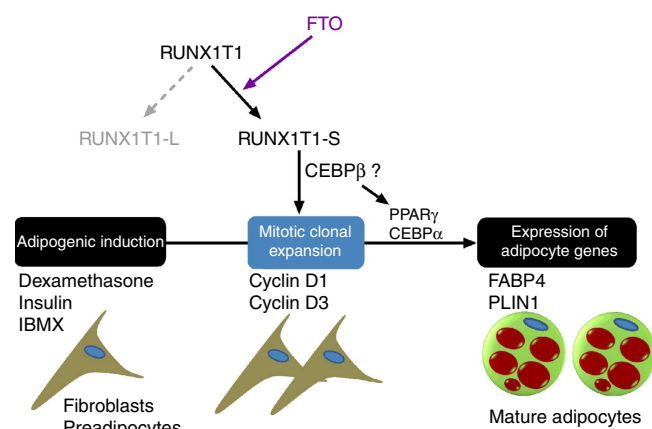 FTO
RUNX1T1
RUNX1T1-L
RUNX1T1-S
CEBPβ ?
PPARγ
CEBPα
Adipogenic induction
Mitotic clonal
expansion
Expression of
adipocyte genes
Dexamethasone
Insulin
IBMX
Cyclin D1
Cyclin D3
FABP4
PLIN1
Fibroblasts
Preadipocytes
Mature adipocytes